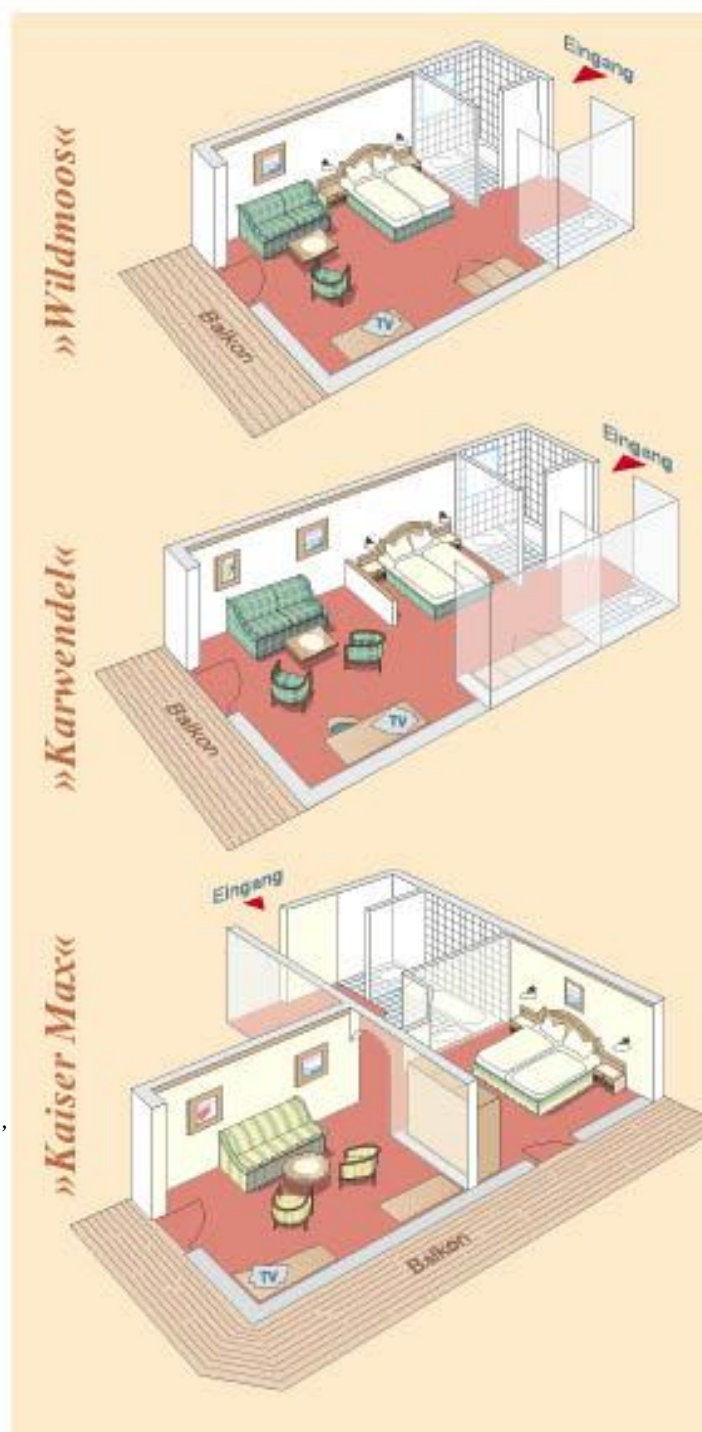 »Wildmoos«
Eingang
TV
Balkon
»Karwendel«
Eingang
TV
Balkon
»Kaiser Max«
Eingang
TV
Balkon
,